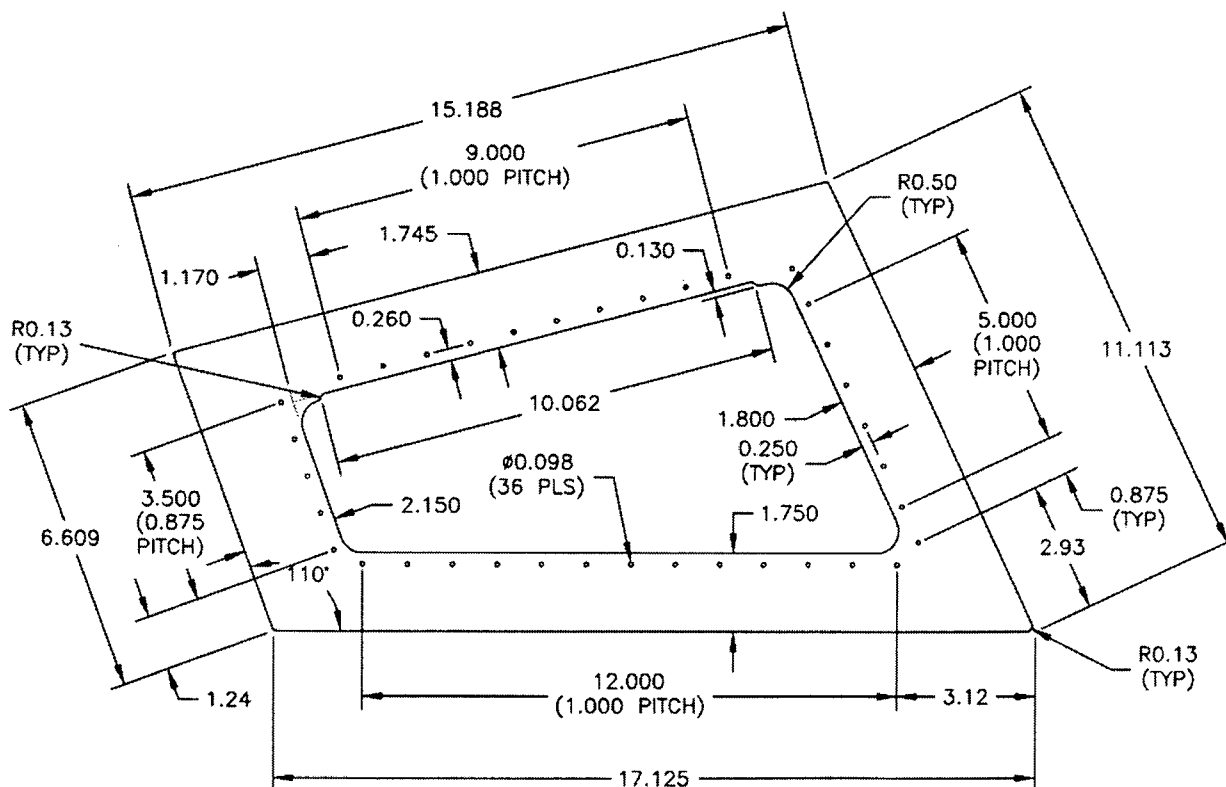 15.188
9.000
(1.000 PITCH)
R0.50
(TYP)
1.745
0.130
1.170
0.260
R0.13
(TYP)
5.000
(1.000
PITCH)
11.113
10.062
1.800
0.250
(TYP)
ø0.098
(36 PLS)
3.500
(0.875
PITCH)
2.150
1.750
0.875
(TYP)
6.609
2.93
110°
R0.13
(TYP)
1.24
12.000
(1.000 PITCH)
3.12
17.125